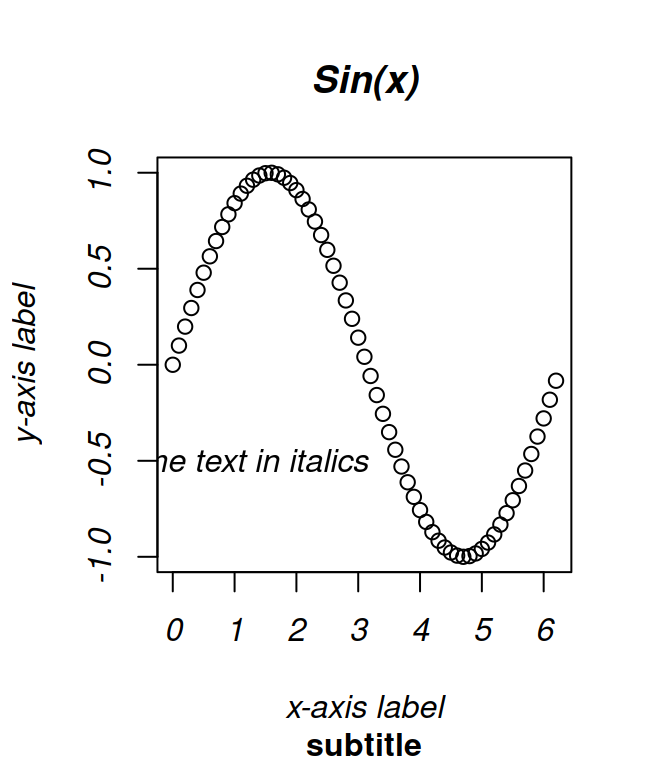 Sin(x)
1.0
0.5
0.0
-0.5
-1.0
y-axis label
text in italics
0 1 2 3 4 5 6
x-axis label
subtitle